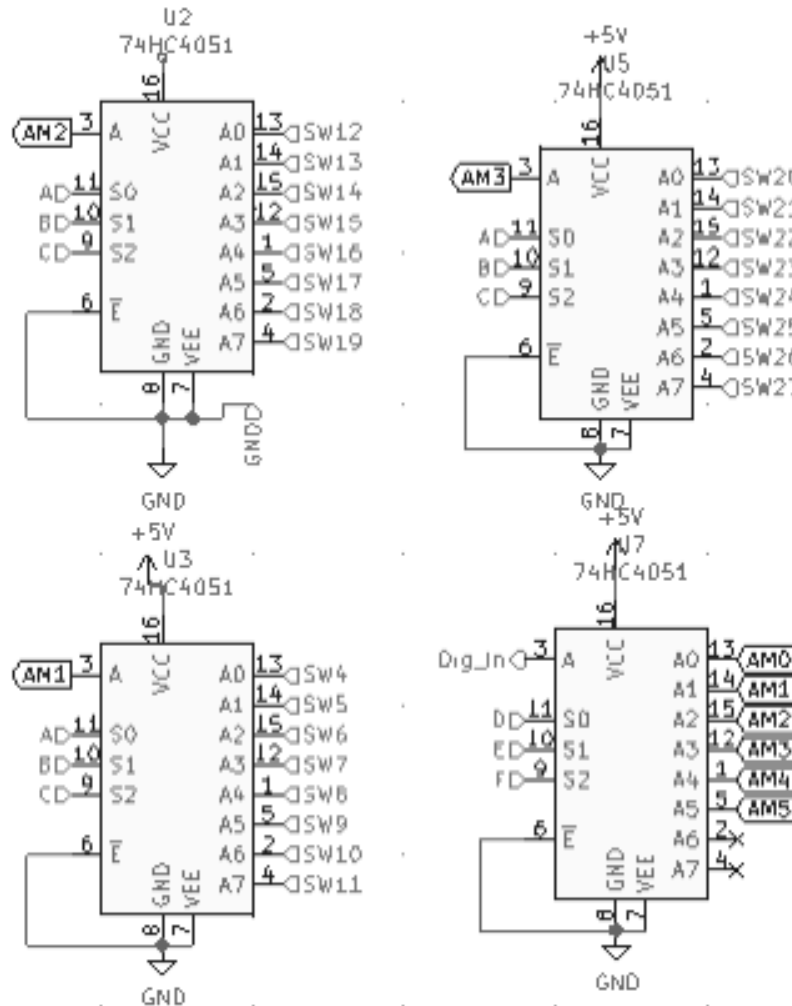 U2
74HC4051
16
AM2 3 A VCC A0 13 SW12
A1 14 SW13
A 11 S0 A2 15 SW14
B 10 S1 A3 12 SW15
C 9 S2 A4 1 SW16
A5 5 SW17
6 E A6 2 SW18
GND VEE A7 4 SW19
8 7
GND
GND
+5V
U5
74HC4051
16
AM3 3 A VCC A0 13 SW20
A1 14 SW21
A 11 S0 A2 15 SW22
B 10 S1 A3 12 SW23
C 9 S2 A4 1 SW24
A5 5 SW25
6 E A6 2 SW26
GND VEE A7 4 SW27
8 7
GND
+5V
U3
74HC4051
16
AM1 3 A VCC A0 13 SW4
A1 14 SW5
A 11 S0 A2 15 SW6
B 10 S1 A3 12 SW7
C 9 S2 A4 1 SW8
A5 5 SW9
6 E A6 2 SW10
GND VEE A7 4 SW11
8 7
GND
+5V
U7
74HC4051
16
Dig_In 3 A VCC A0 13 AM0
A1 14 AM1
D 11 S0 A2 15 AM2
E 10 S1 A3 12 AM3
F 9 S2 A4 1 AM4
A5 5 AM5
6 E A6 2
GND VEE A7 4
8 7
GND